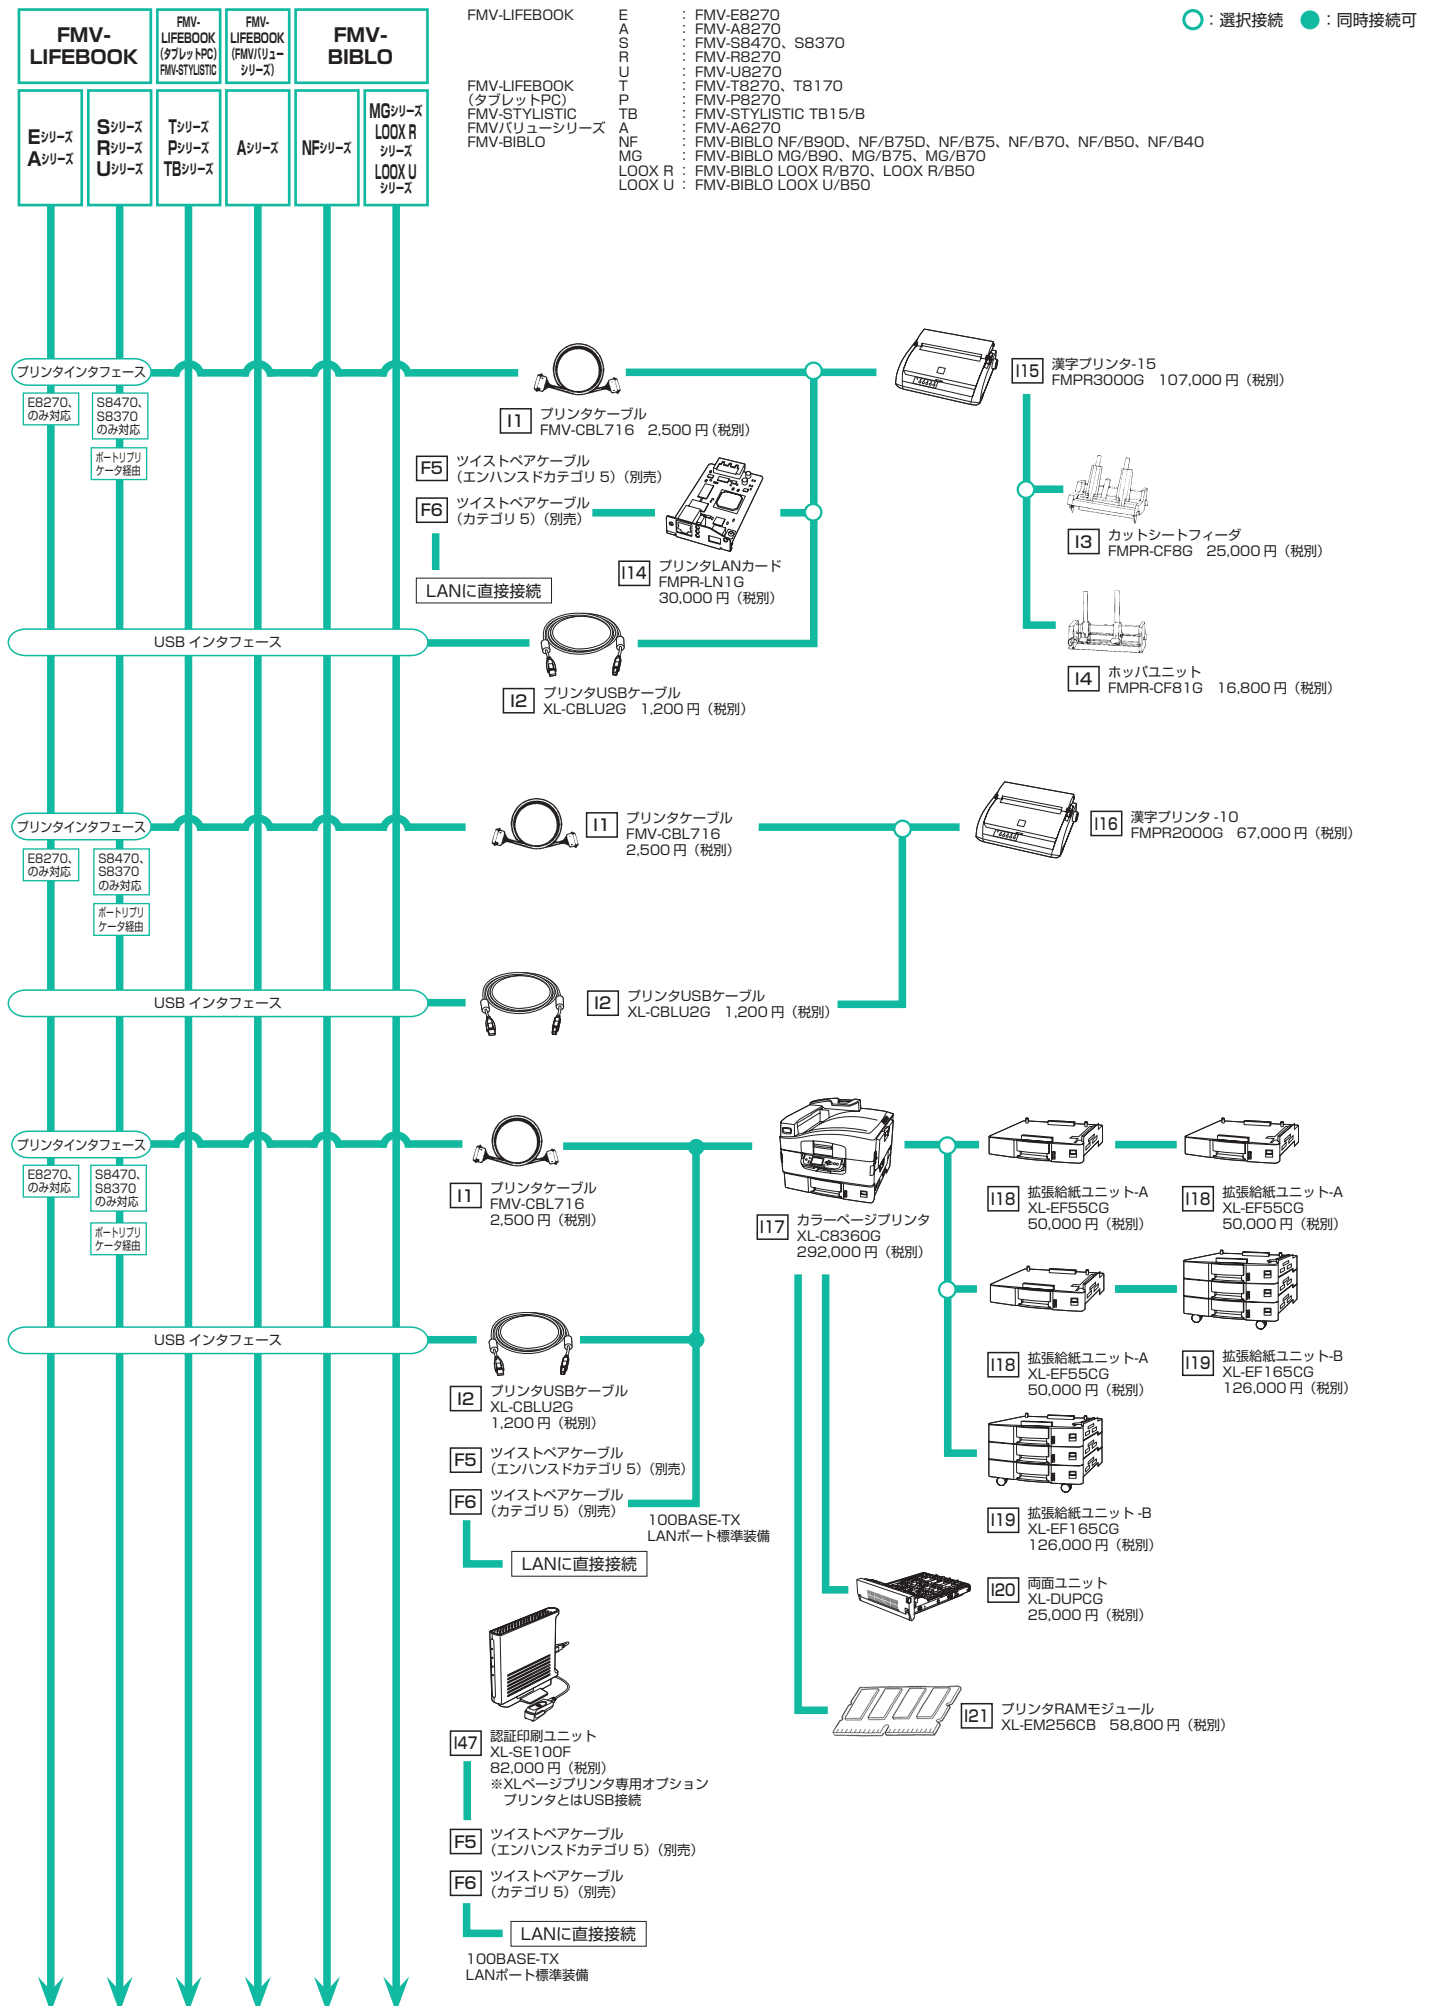 FMV-
LIFEBOOK
FMV-
LIFEBOOK
(タブレットPC)
FMV-STYLISTIC
FMV-
LIFEBOOK
(FMVバリュー
シリーズ)
FMV-
BIBLO
Eシリーズ
Aシリーズ
Sシリーズ
Rシリーズ
Uシリーズ
Tシリーズ
Pシリーズ
TBシリーズ
Aシリーズ
NFシリーズ
MGシリーズ
LOOX R
シリーズ
LOOX U
シリーズ
FMV-LIFEBOOK E : FMV-E8270
A : FMV-A8270
S : FMV-S8470、S8370
R : FMV-R8270
U : FMV-U8270
FMV-LIFEBOOK T : FMV-T8270、T8170
(タブレットPC) P : FMV-P8270
FMV-STYLISTIC TB : FMV-STYLISTIC TB15/B
FMVバリューシリーズ A : FMV-A6270
FMV-BIBLO NF : FMV-BIBLO NF/B90D、NF/B75D、NF/B75、NF/B70、NF/B50、NF/B40
MG : FMV-BIBLO MG/B90、MG/B75、MG/B70
LOOX R : FMV-BIBLO LOOX R/B70、LOOX R/B50
LOOX U : FMV-BIBLO LOOX U/B50
：選択接続 ：同時接続可
プリンタインタフェース
E8270、
のみ対応
S8470、
S8370
のみ対応
ポートリプリ
ケータ経由
I1 プリンタケーブル
FMV-CBL716 2,500円（税別）
F5 ツイストペアケーブル
（エンハンスドカテゴリ5）（別売）
F6 ツイストペアケーブル
（カテゴリ5）（別売）
LANに直接接続
I14 プリンタLANカード
FMPR-LN1G
30,000円（税別）
I15 漢字プリンタ-15
FMPR3000G 107,000円（税別）
I3 カットシートフィーダ
FMPR-CF8G 25,000円（税別）
I4 ホッパユニット
FMPR-CF81G 16,800円（税別）
USB インタフェース
I2 プリンタUSBケーブル
XL-CBLU2G 1,200円（税別）
プリンタインタフェース
E8270、
のみ対応
S8470、
S8370
のみ対応
ポートリプリ
ケータ経由
I1 プリンタケーブル
FMV-CBL716
2,500円（税別）
I16 漢字プリンタ -10
FMPR2000G 67,000円（税別）
USB インタフェース
I2 プリンタUSBケーブル
XL-CBLU2G 1,200円（税別）
プリンタインタフェース
E8270、
のみ対応
S8470、
S8370
のみ対応
ポートリプリ
ケータ経由
I1 プリンタケーブル
FMV-CBL716
2,500円（税別）
I17 カラーページプリンタ
XL-C8360G
292,000円（税別）
I18 拡張給紙ユニット-A
XL-EF55CG
50,000円（税別）
I18 拡張給紙ユニット-A
XL-EF55CG
50,000円（税別）
I18 拡張給紙ユニット-A
XL-EF55CG
50,000円（税別）
I19 拡張給紙ユニット-B
XL-EF165CG
126,000円（税別）
I19 拡張給紙ユニット -B
XL-EF165CG
126,000円（税別）
USB インタフェース
I2 プリンタUSBケーブル
XL-CBLU2G
1,200円（税別）
F5 ツイストペアケーブル
（エンハンスドカテゴリ5）（別売）
F6 ツイストペアケーブル
（カテゴリ5）（別売）
100BASE-TX
LANポート標準装備
LANに直接接続
I20 両面ユニット
XL-DUPCG
25,000円（税別）
I21 プリンタRAMモジュール
XL-EM256CB 58,800円（税別）
I47 認証印刷ユニット
XL-SE100F
82,000円（税別）
※XLページプリンタ専用オプション
プリンタとはUSB接続
F5 ツイストペアケーブル
（エンハンスドカテゴリ5）（別売）
F6 ツイストペアケーブル
（カテゴリ5）（別売）
LANに直接接続
100BASE-TX
LANポート標準装備